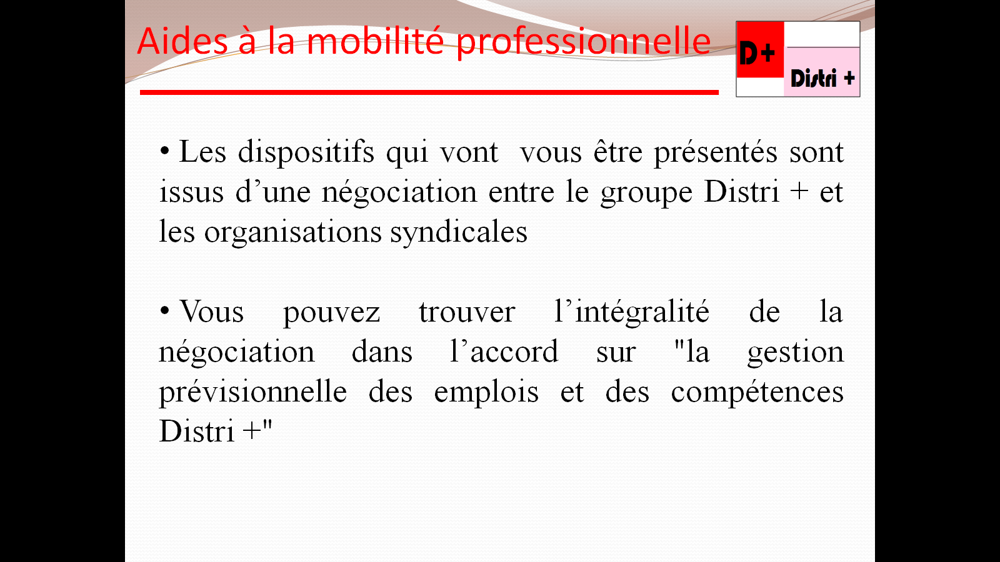 Aides à la mobilité professionnelle
D+
Distri +
• Les dispositifs qui vont  vous être présentés sont
issus d’une négociation entre le groupe Distri + et
les organisations syndicales
• Vous pouvez trouver l’intégralité de la
négociation dans l’accord sur "la gestion
prévisionnelle des emplois et des compétences
Distri +"